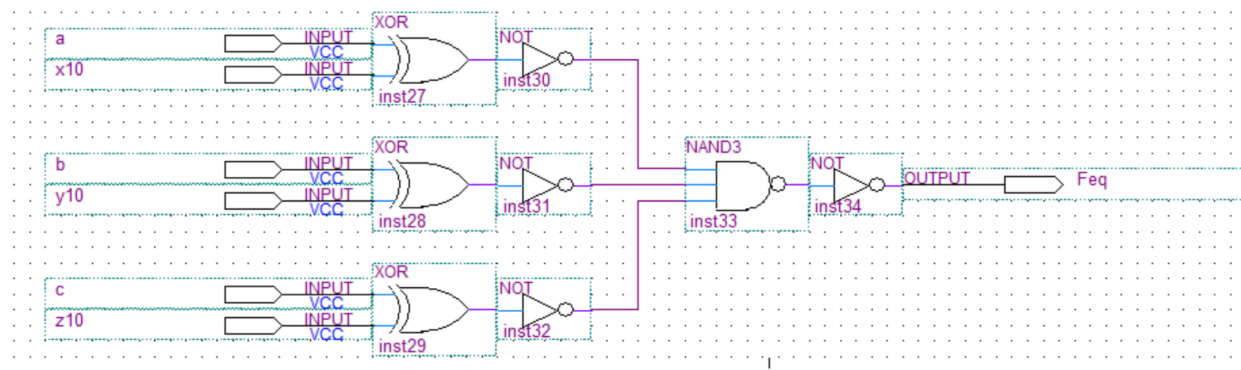 XOR
a INPUT NOT
VCC
x10 INPUT
VCC
inst30
inst27
XOR
NAND3
b INPUT NOT NOT
VCC
OUTPUT Feq
y10 INPUT
VCC
inst31
inst34
inst28
inst33
XOR
c INPUT NOT
VCC
z10 INPUT
VCC
inst32
inst29